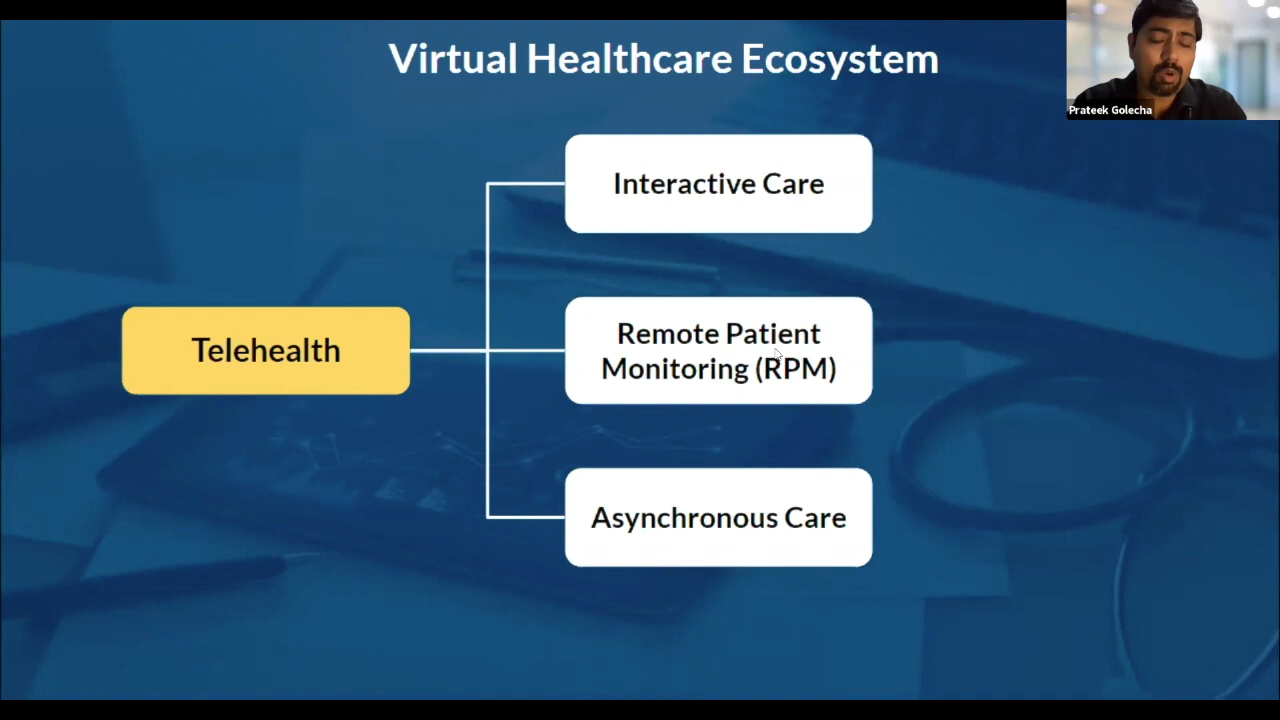 Virtual Healthcare Ecosystem
Prateek Golecha
Interactive Care
Telehealth
Remote Patient
Monitoring (RPM)
Asynchronous Care